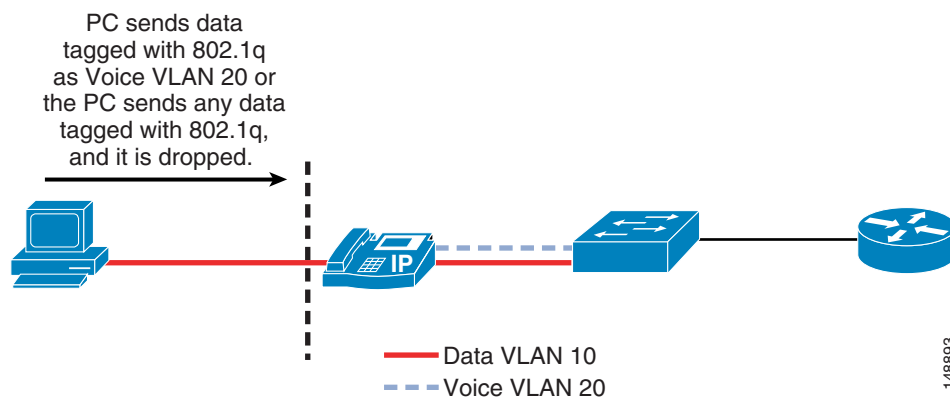 PC sends data
tagged with 802.1q
as Voice VLAN 20 or
the PC sends any data
tagged with 802.1q,
and it is dropped.
IP
Data VLAN 10
Voice VLAN 20
148893